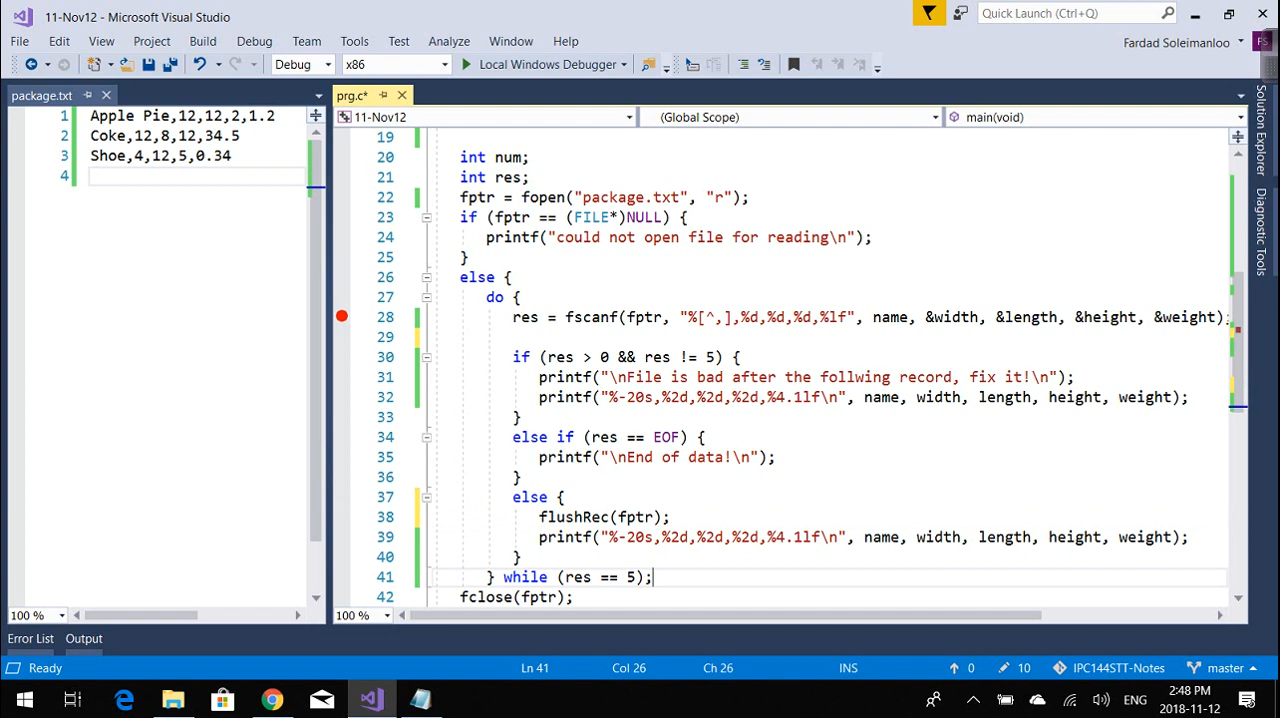 11-Nov12 - Microsoft Visual Studio
Quick Launch (Ctrl+Q)
File Edit View Project Build Debug Team Tools Test Analyze Window Help
Fardad Soleimanloo FS
Debug x86 Local Windows Debugger
package.txt
1 Apple Pie,12,12,2,1.2
2 Coke,12,8,12,34.5
3 Shoe,4,12,5,0.34
4
100 %
prg.c*
11-Nov12 (Global Scope) main(void)
19
20 int num;
21 int res;
22 fptr = fopen("package.txt", "r");
23 if (fptr == (FILE*)NULL) {
24 printf("could not open file for reading\n");
25 }
26 else {
27 do {
28 res = fscanf(fptr, "%[^,],%d,%d,%d,%lf", name, &width, &length, &height, &weight);
29
30 if (res > 0 && res != 5) {
31 printf("\nFile is bad after the follwing record, fix it!\n");
32 printf("%-20s,%2d,%2d,%2d,%4.1lf\n", name, width, length, height, weight);
33 }
34 else if (res == EOF) {
35 printf("\nEnd of data!\n");
36 }
37 else {
38 flushRec(fptr);
39 printf("%-20s,%2d,%2d,%2d,%4.1lf\n", name, width, length, height, weight);
40 }
41 } while (res == 5);
42 fclose(fptr);
100 %
Solution Explorer
Diagnostic Tools
Error List Output
Ready Ln 41 Col 26 Ch 26 INS 0 10 IPC144STT-Notes master
ENG
2:48 PM
2018-11-12